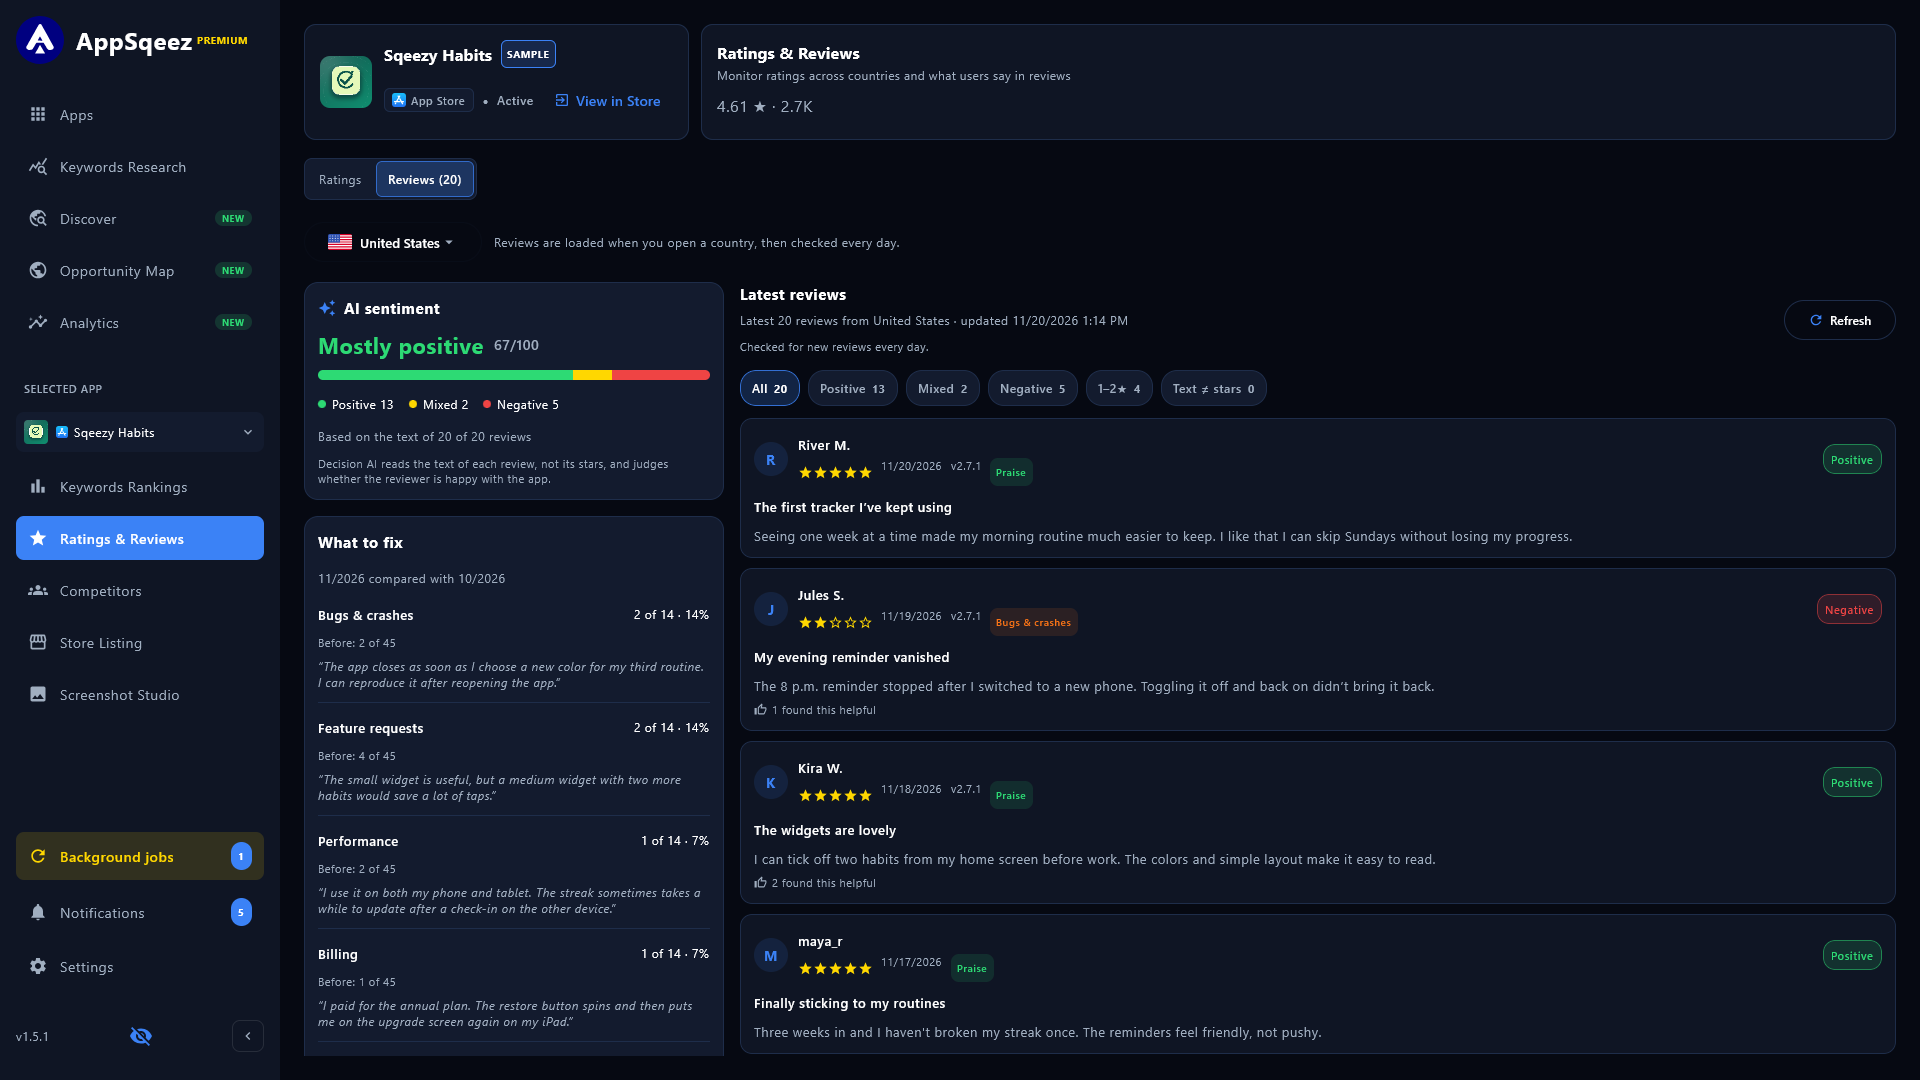 AppSqeez PREMIUM
Apps
Keywords Research
Discover NEW
Opportunity Map NEW
Analytics NEW
SELECTED APP
Sqeezy Habits
Keywords Rankings
Ratings & Reviews
Competitors
Store Listing
Screenshot Studio
Background jobs 1
Notifications 5
Settings
v1.5.1
Sqeezy Habits SAMPLE
App Store • Active View in Store
Ratings & Reviews
Monitor ratings across countries and what users say in reviews
4.61 ★ · 2.7K
Ratings Reviews (20)
United States Reviews are loaded when you open a country, then checked every day.
AI sentiment
Mostly positive 67/100
Positive 13 Mixed 2 Negative 5
Based on the text of 20 of 20 reviews
Decision AI reads the text of each review, not its stars, and judges
whether the reviewer is happy with the app.
What to fix
11/2026 compared with 10/2026
Bugs & crashes 2 of 14 · 14%
Before: 2 of 45
“The app closes as soon as I choose a new color for my third routine.
I can reproduce it after reopening the app.”
Feature requests 2 of 14 · 14%
Before: 4 of 45
“The small widget is useful, but a medium widget with two more
habits would save a lot of taps.”
Performance 1 of 14 · 7%
Before: 2 of 45
“I use it on both my phone and tablet. The streak sometimes takes a
while to update after a check-in on the other device.”
Billing 1 of 14 · 7%
Before: 1 of 45
“I paid for the annual plan. The restore button spins and then puts
me on the upgrade screen again on my iPad.”
Latest reviews
Latest 20 reviews from United States · updated 11/20/2026 1:14 PM
Checked for new reviews every day.
Refresh
All 20 Positive 13 Mixed 2 Negative 5 1–2★ 4 Text ≠ stars 0
R River M.
★★★★★ 11/20/2026 v2.7.1 Praise
Positive
The first tracker I’ve kept using
Seeing one week at a time made my morning routine much easier to keep. I like that I can skip Sundays without losing my progress.
J Jules S.
★★☆☆☆ 11/19/2026 v2.7.1 Bugs & crashes
Negative
My evening reminder vanished
The 8 p.m. reminder stopped after I switched to a new phone. Toggling it off and back on didn’t bring it back.
1 found this helpful
K Kira W.
★★★★★ 11/18/2026 v2.7.1 Praise
Positive
The widgets are lovely
I can tick off two habits from my home screen before work. The colors and simple layout make it easy to read.
2 found this helpful
M maya_r
★★★★★ 11/17/2026 Praise
Positive
Finally sticking to my routines
Three weeks in and I haven't broken my streak once. The reminders feel friendly, not pushy.